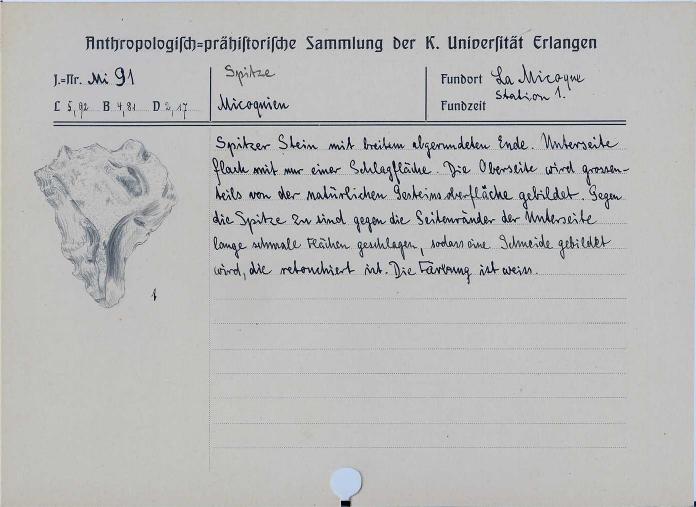 Anthropologisch=prähistorische Sammlung der K. Universität Erlangen
J.=Nr. Mi 91
L 5,92 B 4,81 D 2,17
Spitze
Micoquien
Fundort La Micoque
Station 1.
Fundzeit
Spitzer Stein mit breitem abgerundeten Ende. Unterseite
flach mit nur einer Schlagfläche. Die Oberseite wird grossen-
teils von der natürlichen Gesteinsoberfläche gebildet. Gegen
die Spitze zu sind gegen die Seitenränder der Unterseite
lange schmale Flächen geschlagen, sodass eine Schneide gebildet
wird, die retouchiert ist. Die Färbung ist weiss.